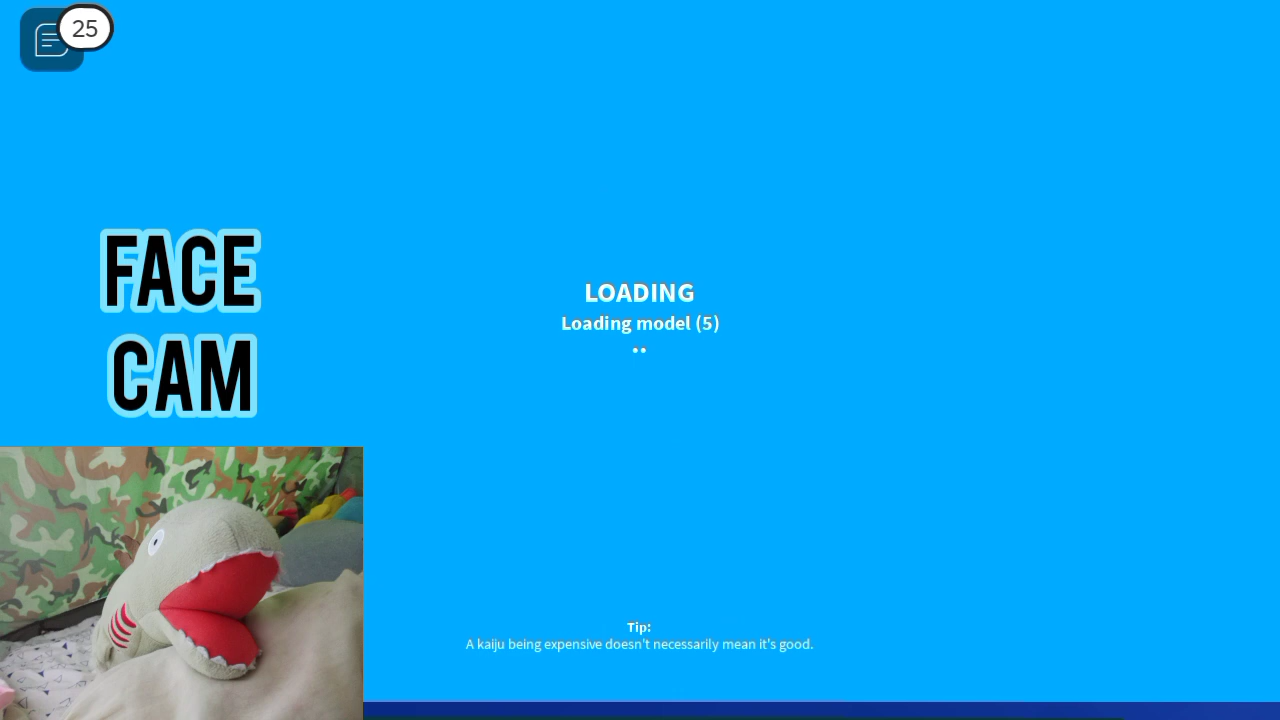 25
FACE
CAM
LOADING
Loading model (5)
Tip:
A kaiju being expensive doesn't necessarily mean it's good.